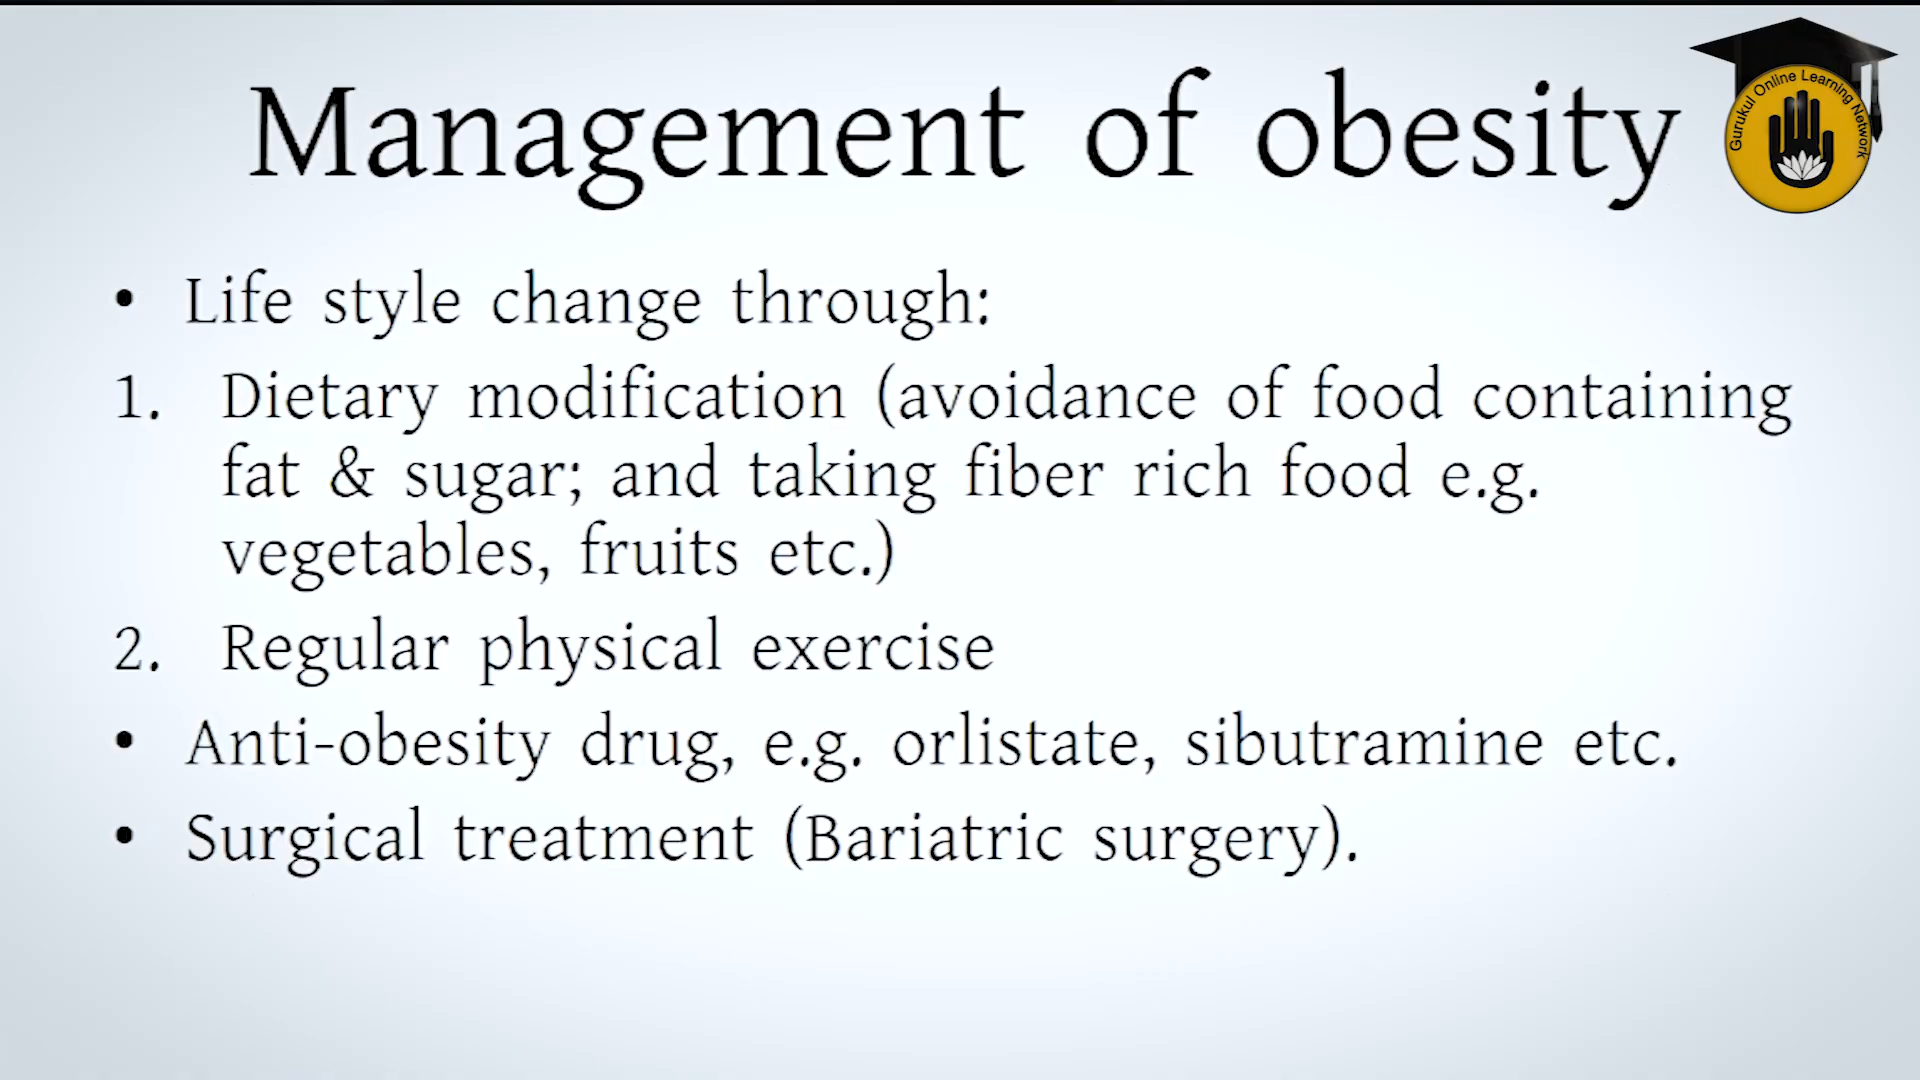 Management of obesity
Gurukul Online Learning Network
• Life style change through:
1. Dietary modification (avoidance of food containing
fat & sugar; and taking fiber rich food e.g.
vegetables, fruits etc.)
2. Regular physical exercise
• Anti-obesity drug, e.g. orlistate, sibutramine etc.
• Surgical treatment (Bariatric surgery).